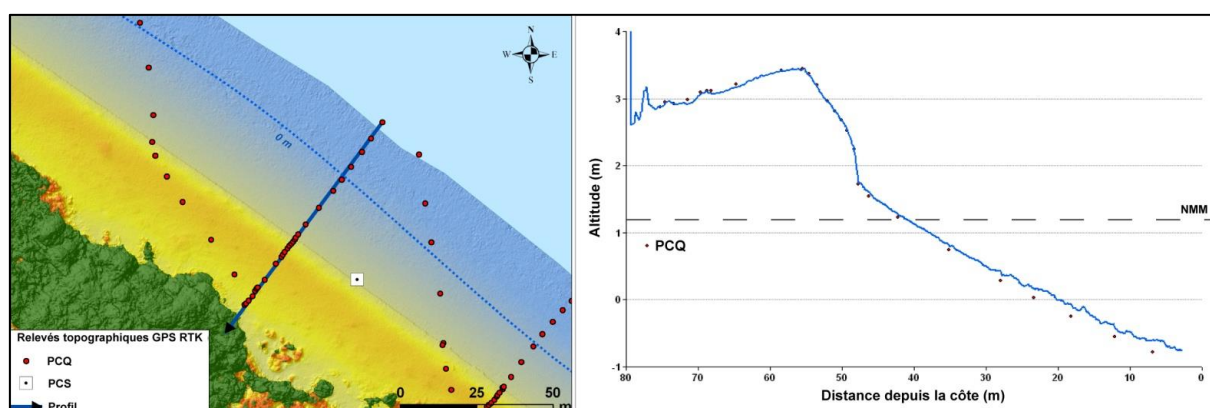 N
W
E
S
0 m
Relevés topographiques GPS RTK
PCQ
PCS
Profil
0
25
50
m
4
3
2
1
0
-1
Altitude (m)
NMM
PCQ
80
70
60
50
40
30
20
10
0
Distance depuis la côte (m)